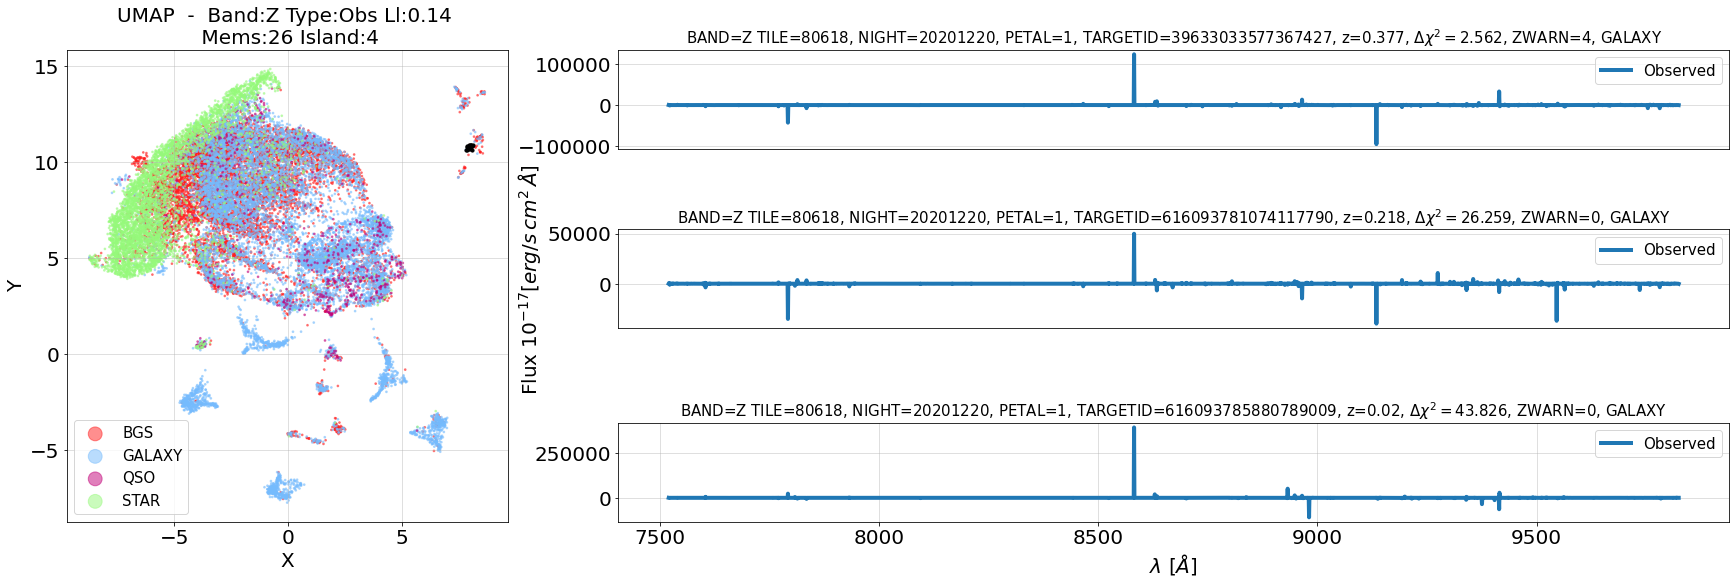 UMAP - Band:Z Type:Obs Ll:0.14
Mems:26 Island:4
15
10
5
0
−5
Y
−5
0
5
X
BGS
GALAXY
QSO
STAR
BAND=Z TILE=80618, NIGHT=20201220, PETAL=1, TARGETID=39633033577367427, z=0.377, Δχ² = 2.562, ZWARN=4, GALAXY
100000
0
−100000
Observed
Flux 10⁻¹⁷[erg/s cm² Å]
BAND=Z TILE=80618, NIGHT=20201220, PETAL=1, TARGETID=616093781074117790, z=0.218, Δχ² = 26.259, ZWARN=0, GALAXY
50000
0
Observed
BAND=Z TILE=80618, NIGHT=20201220, PETAL=1, TARGETID=616093785880789009, z=0.02, Δχ² = 43.826, ZWARN=0, GALAXY
250000
0
Observed
7500
8000
8500
9000
9500
λ [Å]